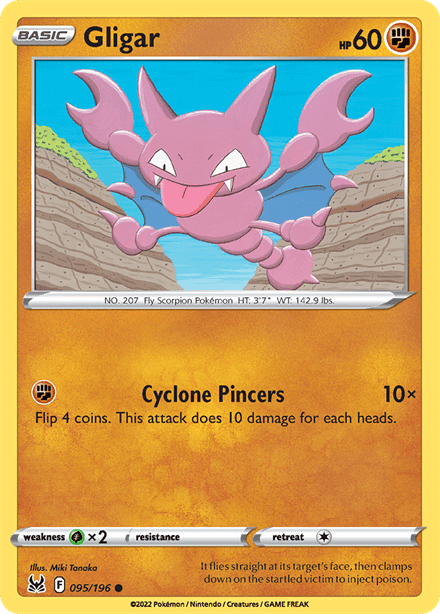 BASIC Gligar HP60
NO. 207 Fly Scorpion Pokémon HT: 3'7" WT: 142.9 lbs.
Cyclone Pincers 10×
Flip 4 coins. This attack does 10 damage for each heads.
weakness ×2 resistance retreat
Illus. Miki Tanaka
F 095/196
It flies straight at its target's face, then clamps
down on the startled victim to inject poison.
©2022 Pokémon / Nintendo / Creatures / GAME FREAK